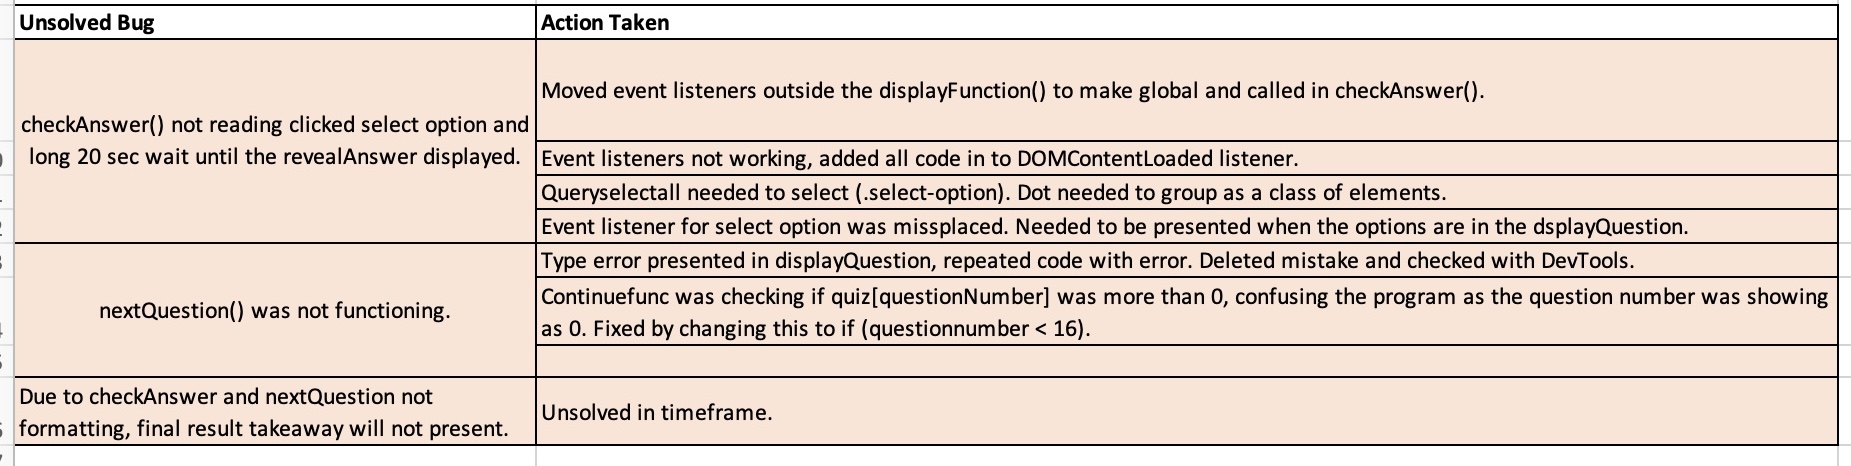 Unsolved Bug
Action Taken
checkAnswer() not reading clicked select option and
long 20 sec wait until the revealAnswer displayed.
Moved event listeners outside the displayFunction() to make global and called in checkAnswer().
Event listeners not working, added all code in to DOMContentLoaded listener.
Queryselectall needed to select (.select-option). Dot needed to group as a class of elements.
Event listener for select option was missplaced. Needed to be presented when the options are in the dsplayQuestion.
nextQuestion() was not functioning.
Type error presented in displayQuestion, repeated code with error. Deleted mistake and checked with DevTools.
Continuefunc was checking if quiz[questionNumber] was more than 0, confusing the program as the question number was showing
as 0. Fixed by changing this to if (questionnumber < 16).
Due to checkAnswer and nextQuestion not
formatting, final result takeaway will not present.
Unsolved in timeframe.